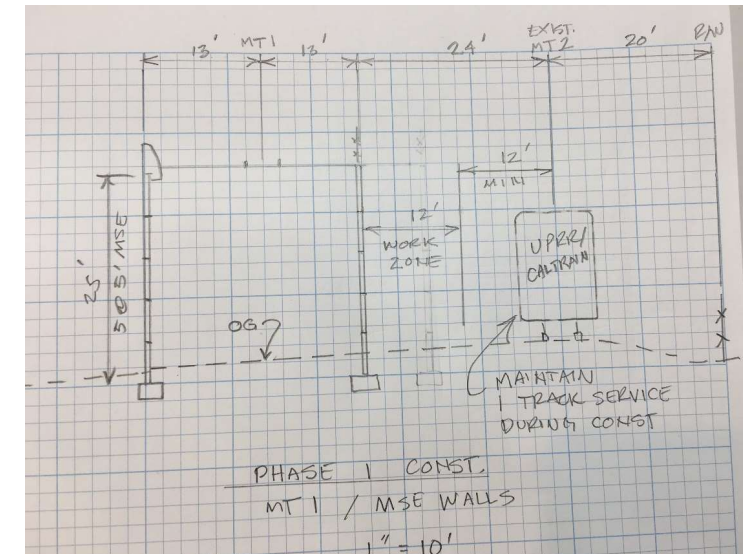 13' MT1 13' 24' EXIST. MT2 20' R/W
12'
MIN
12'
WORK
ZONE
UPRR/
CALTRAIN
25'
5 @ 5' MSE
OG
MAINTAIN
1 TRACK SERVICE
DURING CONST
PHASE 1 CONST.
MT1 / MSE WALLS
1" = 10'